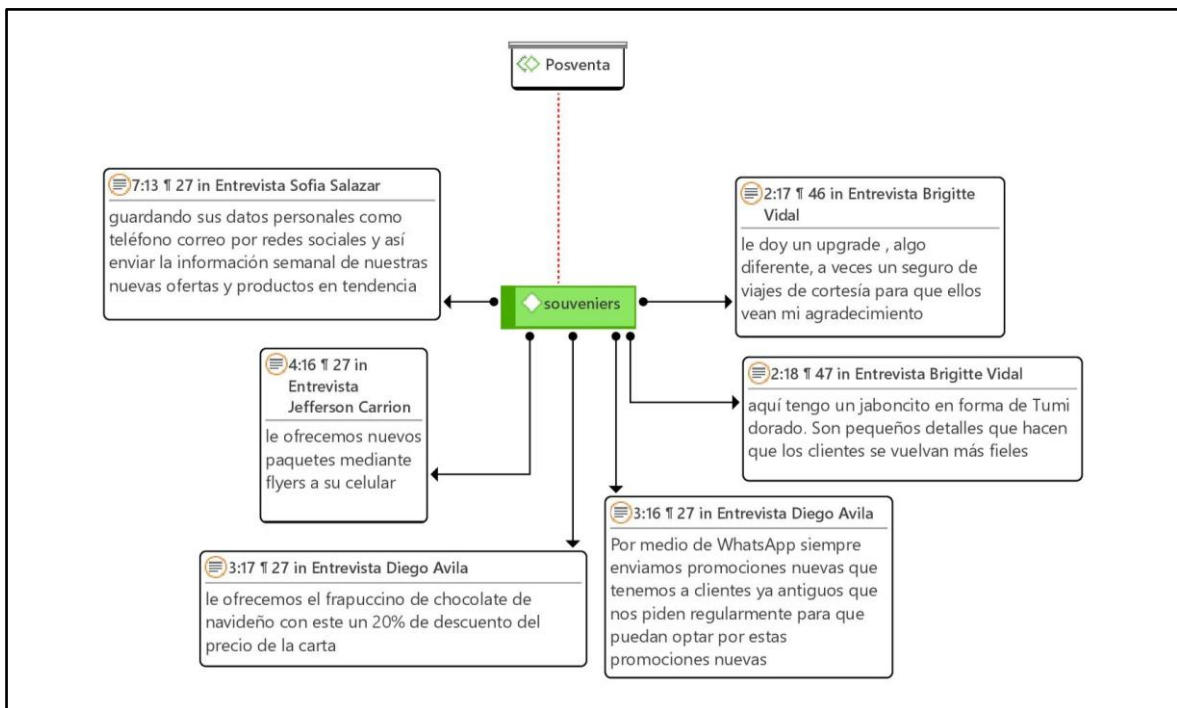 Posventa
7:13 ¶ 27 in Entrevista Sofia Salazar
guardando sus datos personales como
teléfono correo por redes sociales y así
enviar la información semanal de nuestras
nuevas ofertas y productos en tendencia
2:17 ¶ 46 in Entrevista Brigitte
Vidal
le doy un upgrade , algo
diferente, a veces un seguro de
viajes de cortesía para que ellos
vean mi agradecimiento
souveniers
4:16 ¶ 27 in
Entrevista
Jefferson Carrion
le ofrecemos nuevos
paquetes mediante
flyers a su celular
2:18 ¶ 47 in Entrevista Brigitte Vidal
aquí tengo un jaboncito en forma de Tumi
dorado. Son pequeños detalles que hacen
que los clientes se vuelvan más fieles
3:17 ¶ 27 in Entrevista Diego Avila
le ofrecemos el frapuccino de chocolate de
navideño con este un 20% de descuento del
precio de la carta
3:16 ¶ 27 in Entrevista Diego Avila
Por medio de WhatsApp siempre
enviamos promociones nuevas que
tenemos a clientes ya antiguos que
nos piden regularmente para que
puedan optar por estas
promociones nuevas